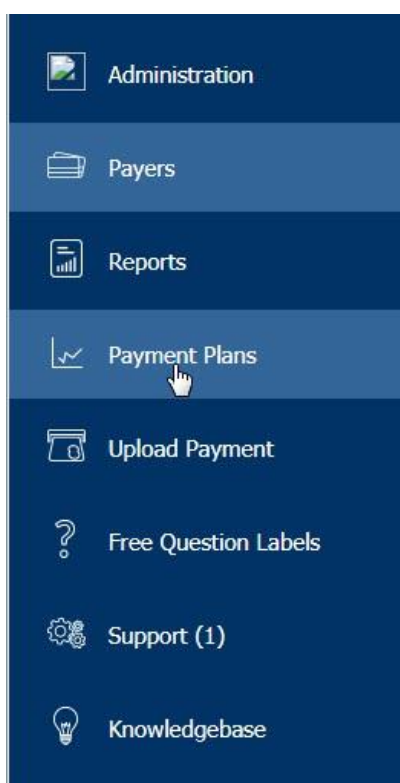 Administration
Payers
Reports
Payment Plans
Upload Payment
Free Question Labels
Support (1)
Knowledgebase